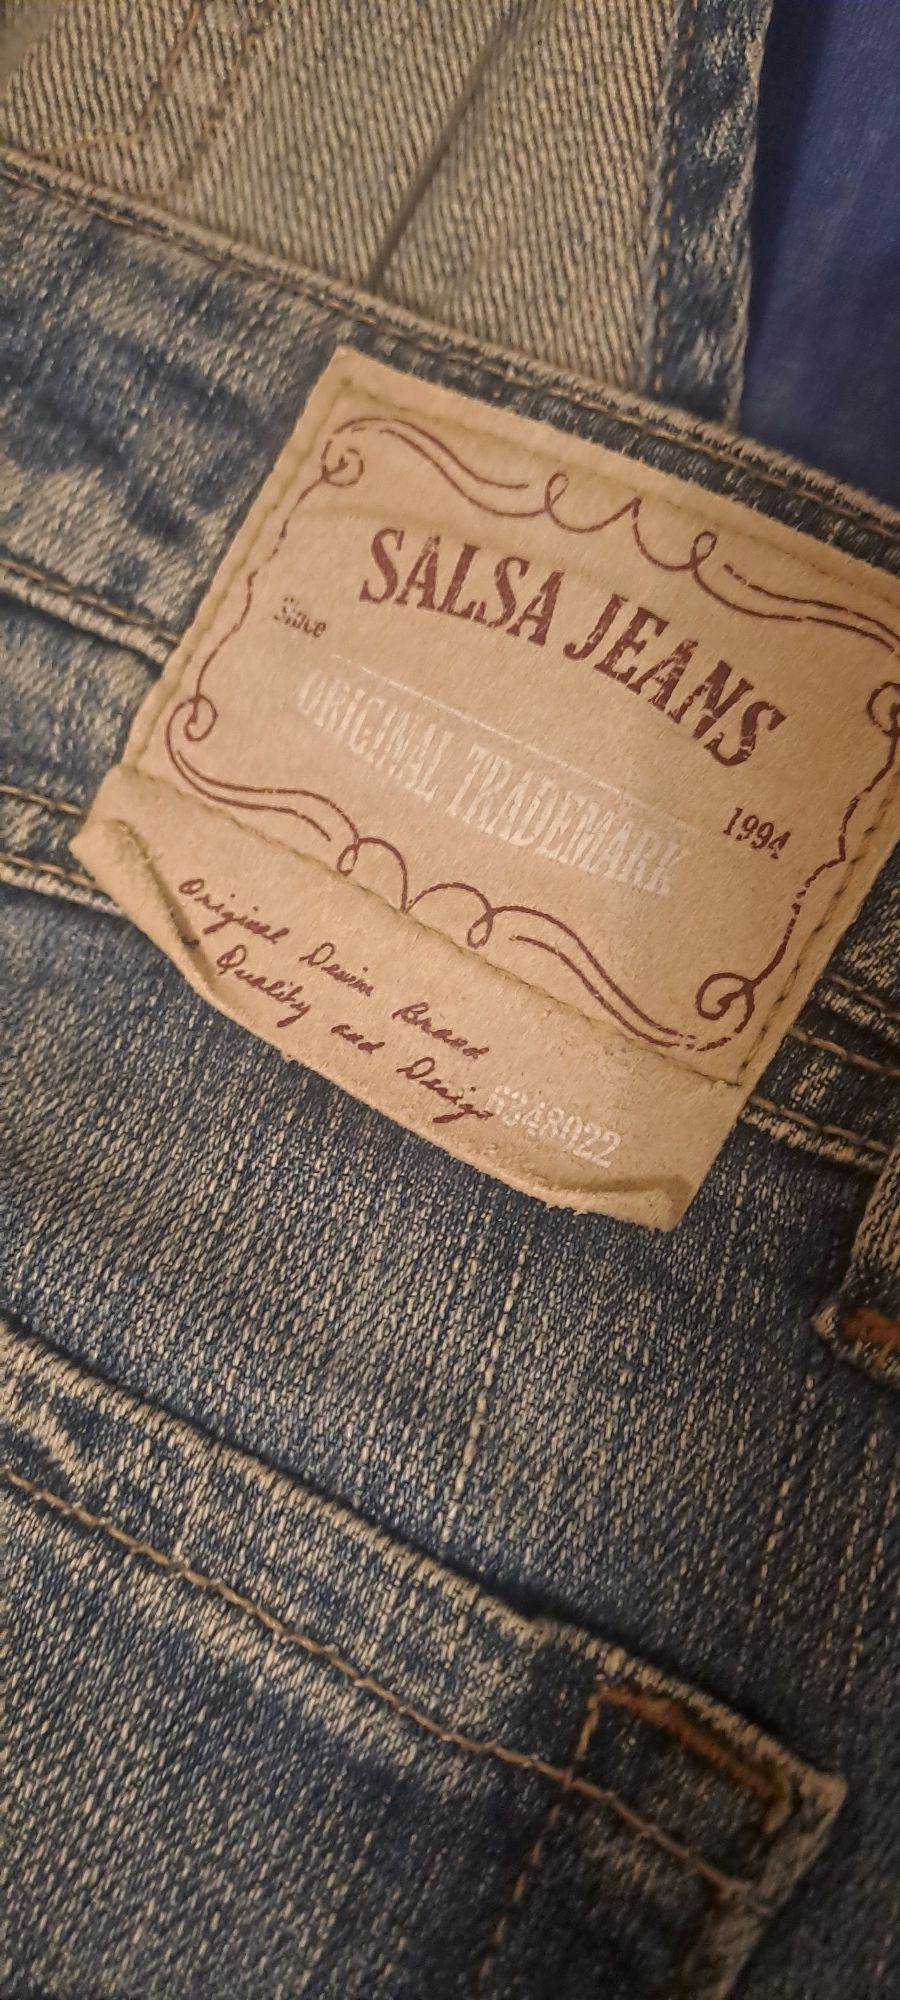 SALSA JEANS
Since
1994
ORIGINAL TRADEMARK
Original Denim Brand
Quality and Design